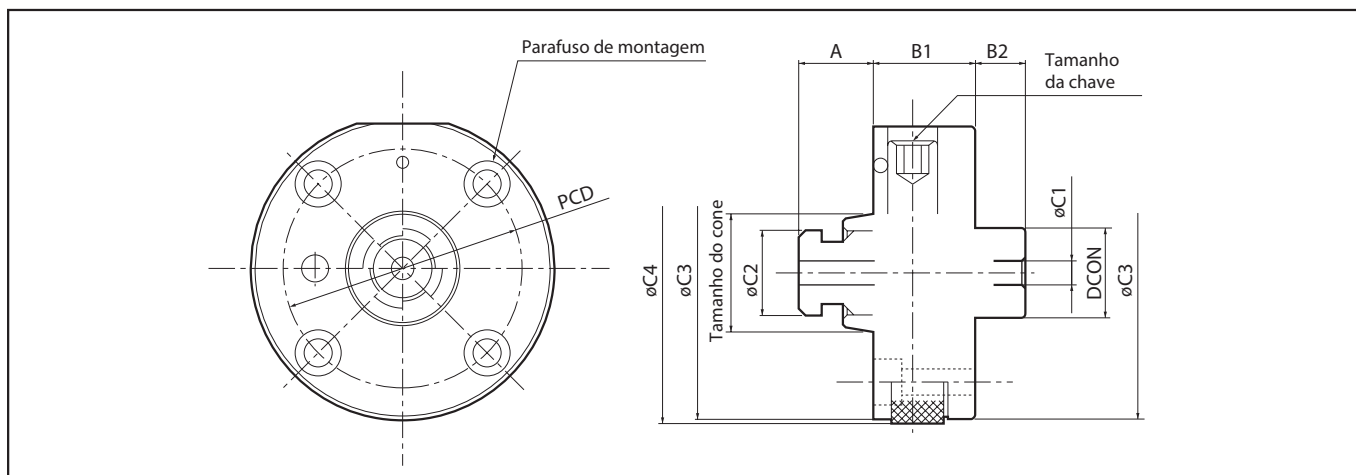 Parafuso de montagem
PCD
A
B1
B2
Tamanho
da chave
øC4
øC3
Tamanho do cone
øC2
øC1
DCON
øC3